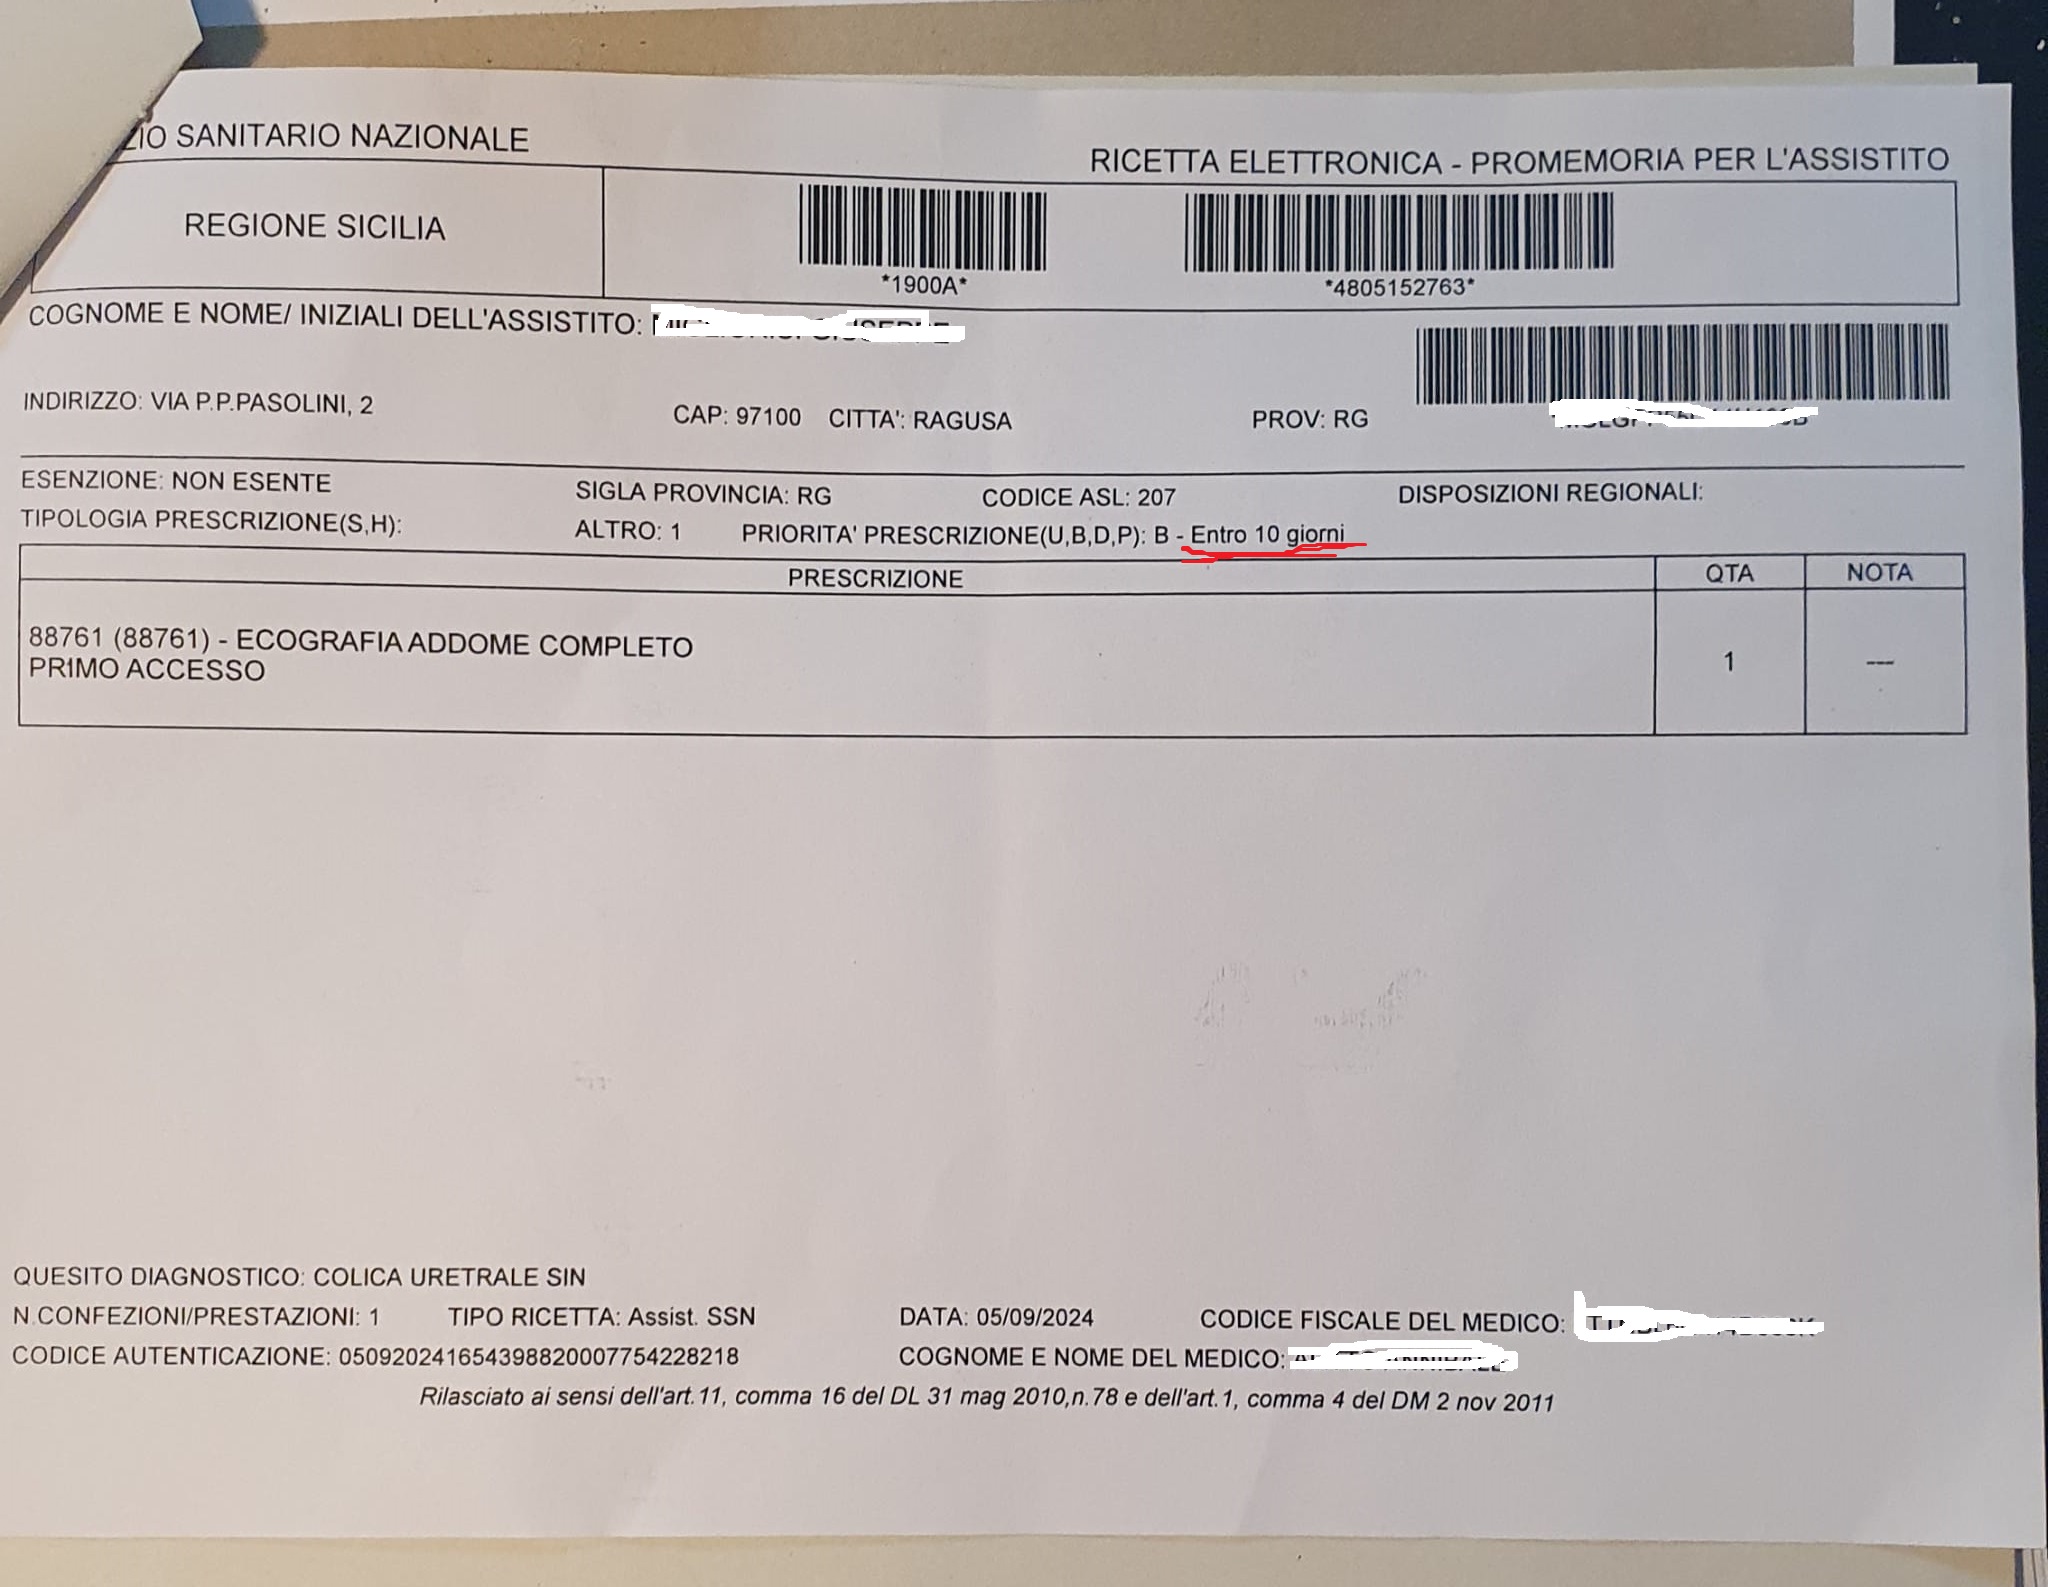 SANITARIO NAZIONALE
RICETTA ELETTRONICA - PROMEMORIA PER L'ASSISTITO
REGIONE SICILIA
*1900A*
*4805152763*
COGNOME E NOME/ INIZIALI DELL'ASSISTITO:
INDIRIZZO: VIA P.P.PASOLINI, 2
CAP: 97100 CITTA': RAGUSA PROV: RG
ESENZIONE: NON ESENTE SIGLA PROVINCIA: RG CODICE ASL: 207 DISPOSIZIONI REGIONALI:
TIPOLOGIA PRESCRIZIONE(S,H): ALTRO: 1 PRIORITA' PRESCRIZIONE(U,B,D,P): B - Entro 10 giorni
PRESCRIZIONE QTA NOTA
88761 (88761) - ECOGRAFIA ADDOME COMPLETO
PR1MO ACCESSO
1 ---
QUESITO DIAGNOSTICO: COLICA URETRALE SIN
N.CONFEZIONI/PRESTAZIONI: 1 TIPO RICETTA: Assist. SSN DATA: 05/09/2024 CODICE FISCALE DEL MEDICO:
CODICE AUTENTICAZIONE: 050920241654398820007754228218 COGNOME E NOME DEL MEDICO:
Rilasciato ai sensi dell'art.11, comma 16 del DL 31 mag 2010,n.78 e dell'art.1, comma 4 del DM 2 nov 2011